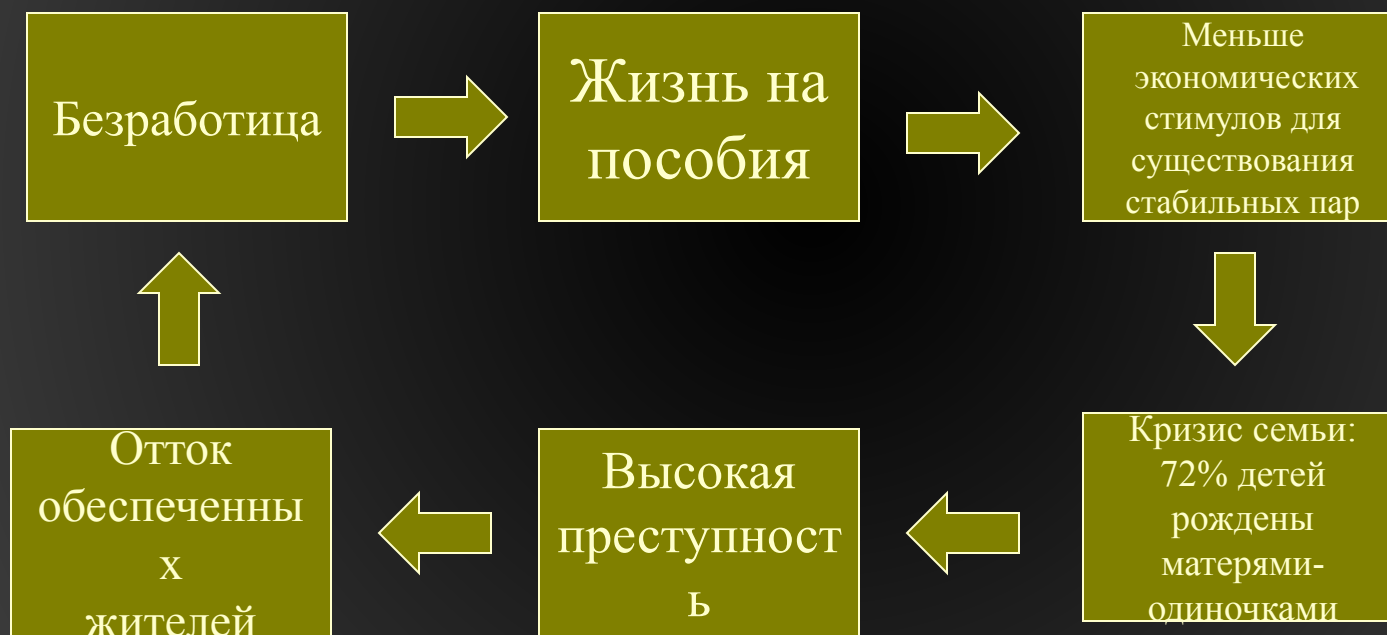 Безработица
Жизнь на
пособия
Меньше
экономических
стимулов для
существования
стабильных пар
Кризис семьи:
72% детей
рождены
матерями-
одиночками
Высокая
преступност
ь
Отток
обеспеченны
х
жителей